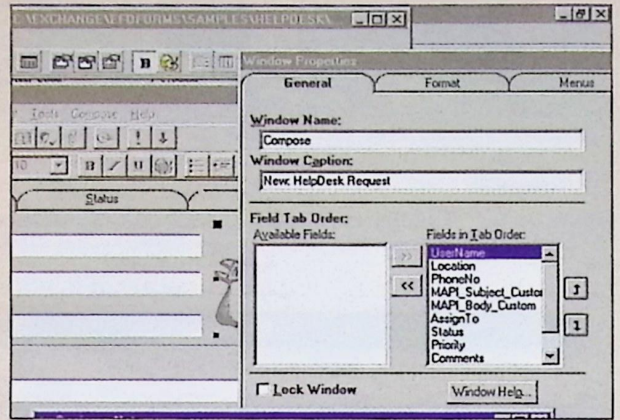 \EXCHANGE\EFDFORMS\SAMPLES\HELPDESK\
B
Window Properties
General Format Menus
Tools Compose Help
Window Name:
Compose
10 B I U
Window Caption:
New HelpDesk Request
Status
Field Tab Order:
Available Fields: Fields in Tab Order:
>>
<<
UserName
Location
PhoneNo
MAPI_Subject_Custor
MAPI_Body_Custom
AssignTo
Status
Priority
Comments
Lock Window Window Help...